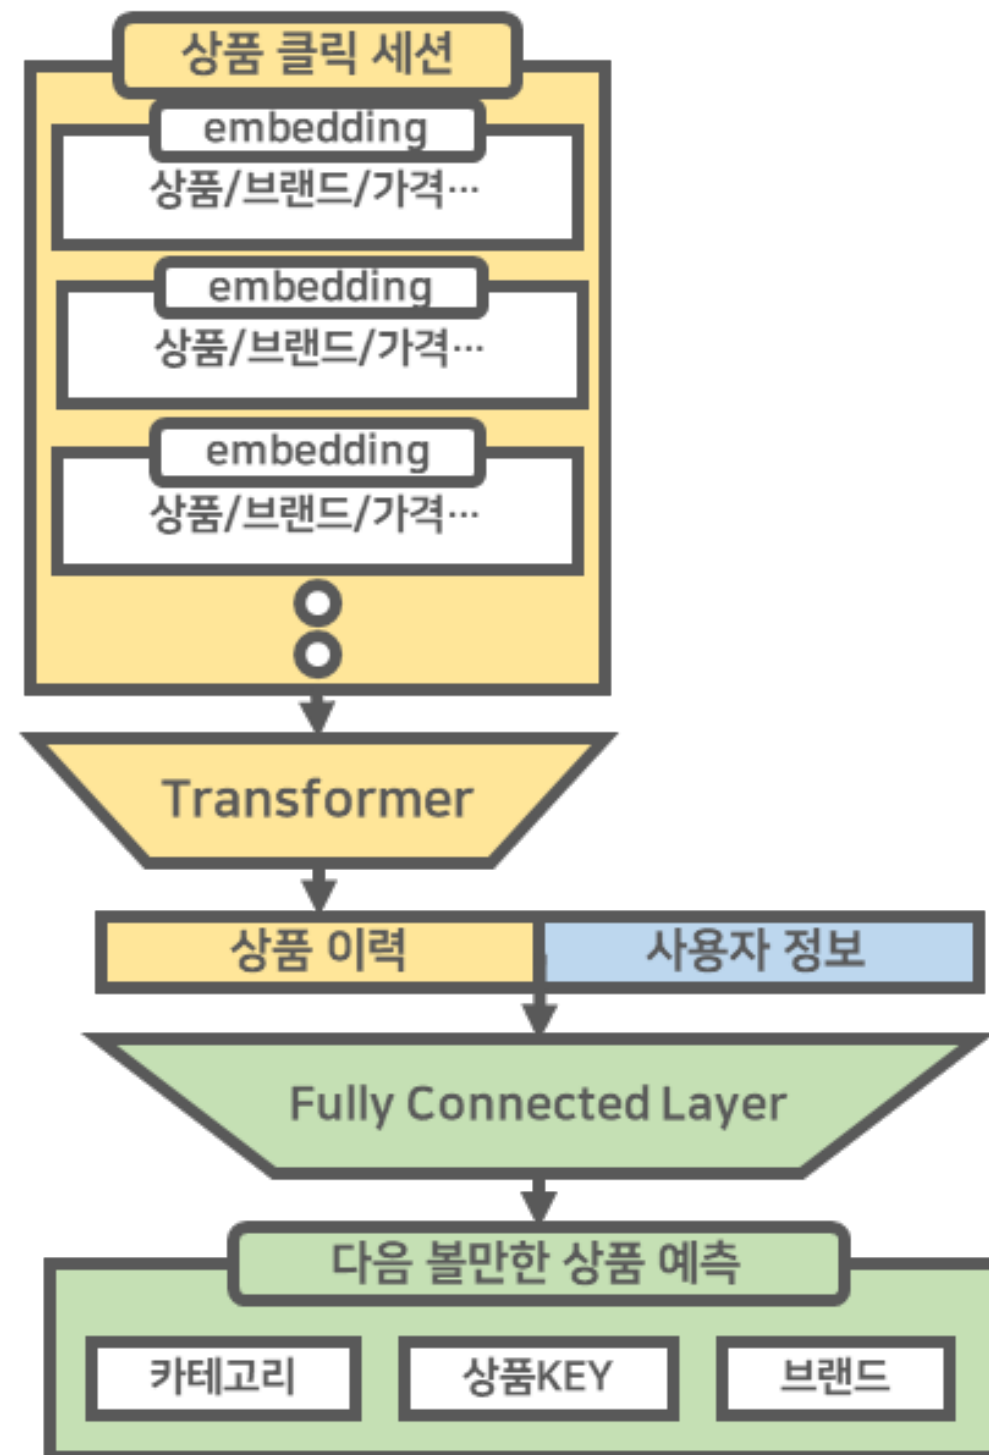 상품 클릭 세션
embedding
상품/브랜드/가격…
embedding
상품/브랜드/가격…
embedding
상품/브랜드/가격…
Transformer
상품 이력
사용자 정보
Fully Connected Layer
다음 볼만한 상품 예측
카테고리
상품KEY
브랜드